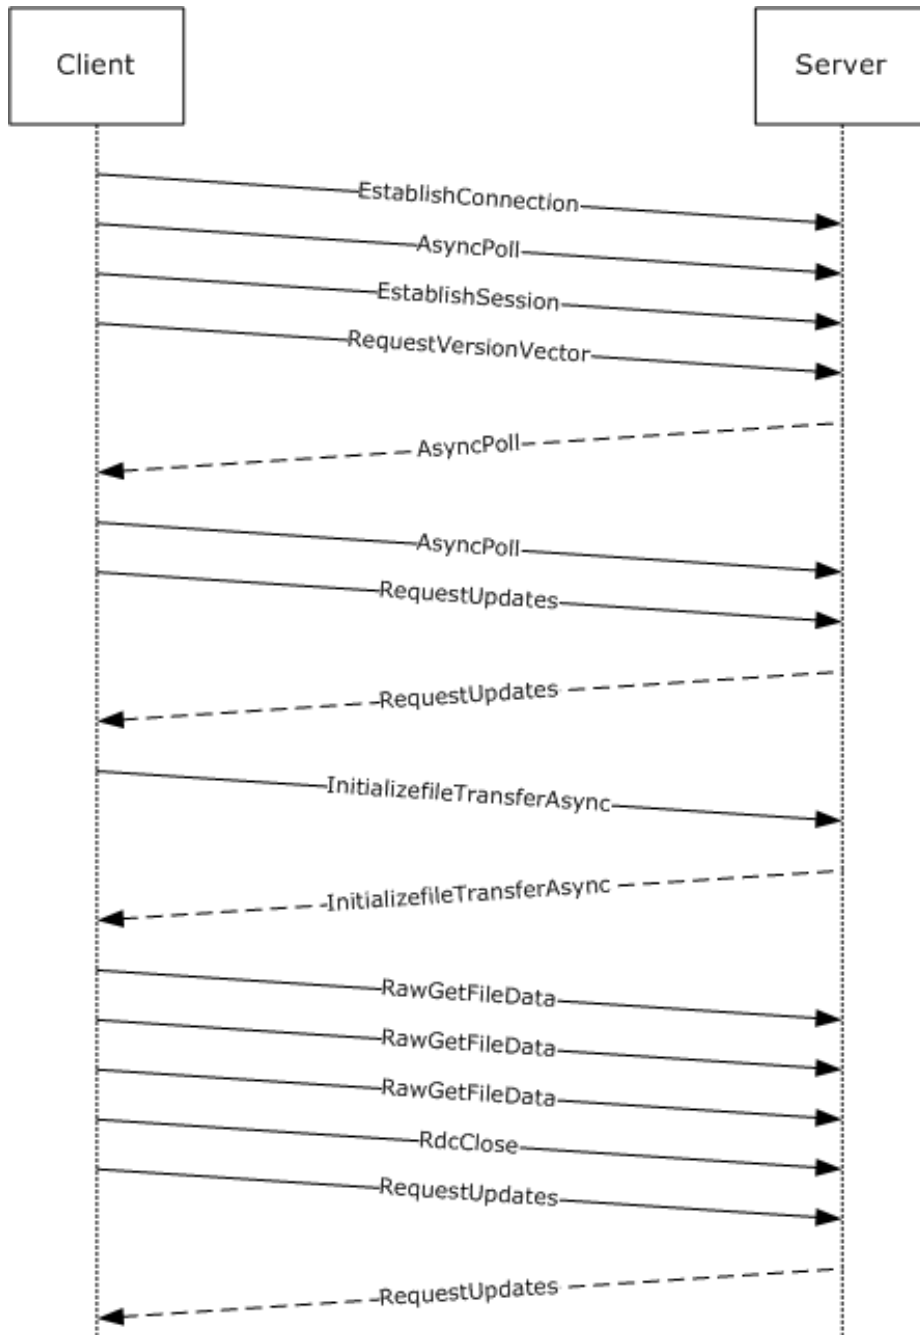 Client
Server
EstablishConnection
AsyncPoll
EstablishSession
RequestVersionVector
AsyncPoll
AsyncPoll
RequestUpdates
RequestUpdates
InitializefileTransferAsync
InitializefileTransferAsync
RawGetFileData
RawGetFileData
RawGetFileData
RdcClose
RequestUpdates
RequestUpdates